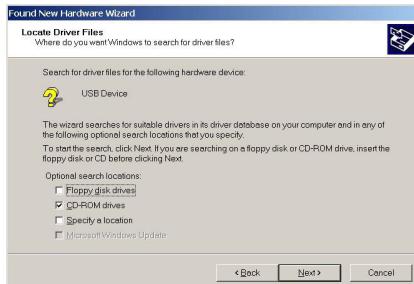 Found New Hardware Wizard
Locate Driver Files
Where do you want Windows to search for driver files?
Search for driver files for the following hardware device:
USB Device
The wizard searches for suitable drivers in its driver database on your computer and in any of
the following optional search locations that you specify.
To start the search, click Next. If you are searching on a floppy disk or CD-ROM drive, insert the
floppy disk or CD before clicking Next.
Optional search locations:
Floppy disk drives
CD-ROM drives
Specify a location
Microsoft Windows Update
< Back Next > Cancel